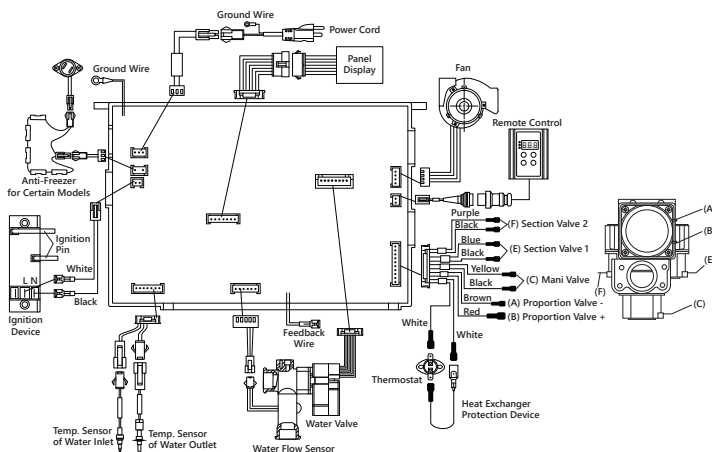 Ground Wire
Power Cord
Panel
Display
Ground Wire
Fan
Remote Control
Anti-Freezer
for Certain Models
Ignition
Pin
L N
White
Black
Ignition
Device
Purple
Black
(F) Section Valve 2
Blue
Black
(E) Section Valve 1
Yellow
Black
(C) Mani Valve
Brown
(A) Proportion Valve -
Red
(B) Proportion Valve +
(A
(B
(E
(F)
(C)
White
White
Thermostat
Heat Exchanger
Protection Device
Feedback
Wire
Water Valve
Water Flow Sensor
Temp. Sensor
of Water Inlet
Temp. Sensor
of Water Outlet